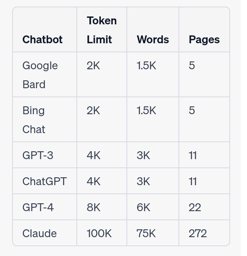 Token
Chatbot Limit Words Pages
Google 2K 1.5K 5
Bard
Bing 2K 1.5K 5
Chat
GPT-3 4K 3K 11
ChatGPT 4K 3K 11
GPT-4 8K 6K 22
Claude 100K 75K 272